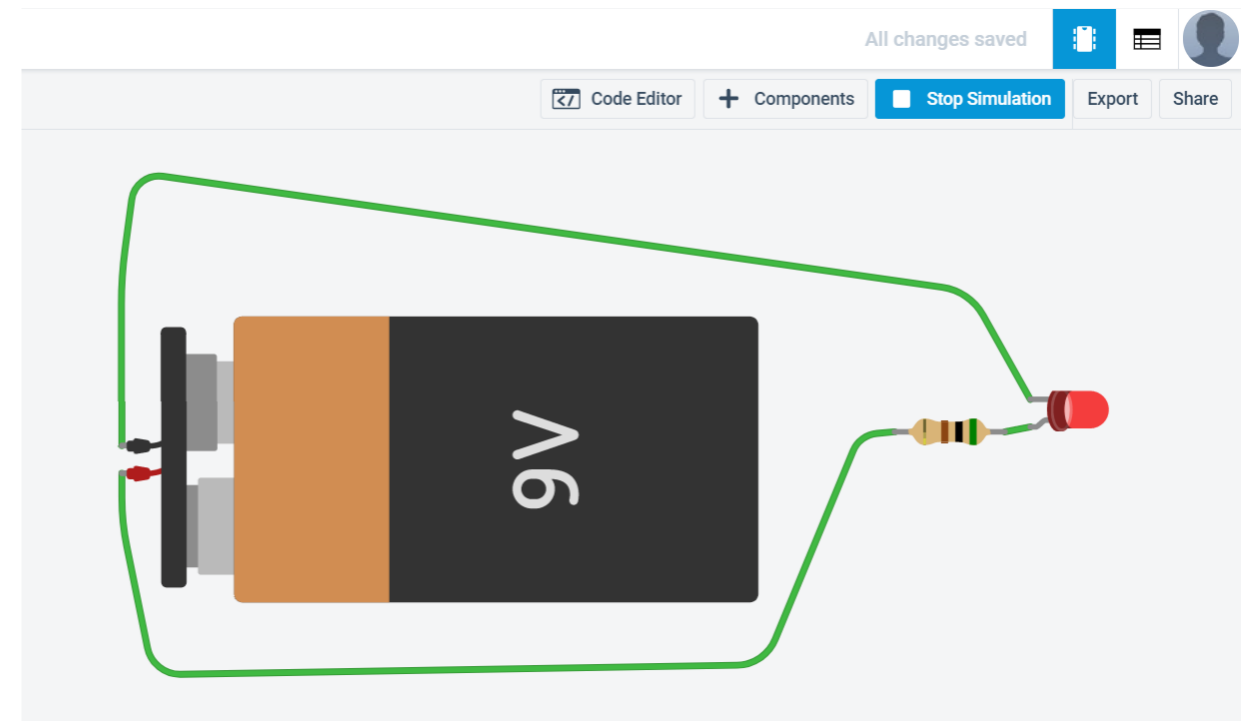 All changes saved
Code Editor
Components
Stop Simulation
Export
Share
9V